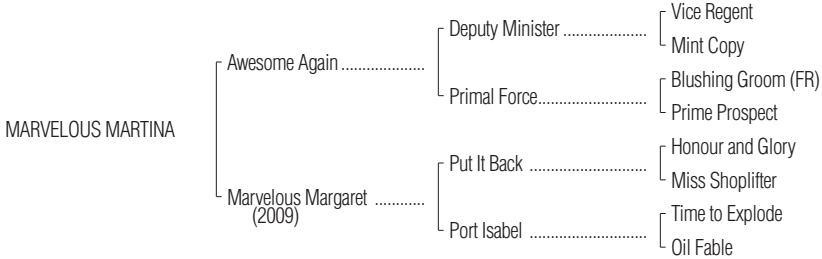 Vice Regent
Deputy Minister .....................
Mint Copy
Awesome Again .....................
Blushing Groom (FR)
Primal Force...........................
Prime Prospect
MARVELOUS MARTINA
Honour and Glory
Put It Back .............................
Miss Shoplifter
Marvelous Margaret ............
(2009)
Time to Explode
Port Isabel .............................
Oil Fable